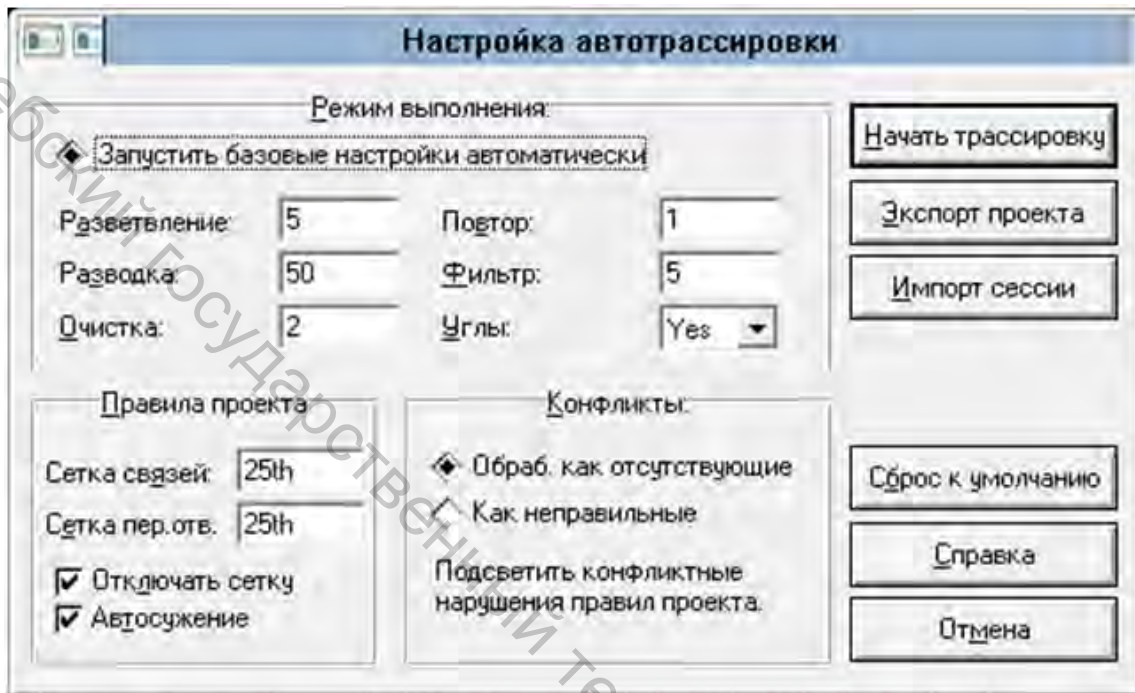 Настройка автотрассировки
Режим выполнения:
Запустить базовые настройки автоматически
Разветвление: 5 Повтор: 1
Разводка: 50 Фильтр: 5
Очистка: 2 Углы: Yes
Начать трассировку
Экспорт проекта
Импорт сессии
Правила проекта
Сетка связей: 25th
Сетка пер.отв. 25th
Отключать сетку
Автосужение
Конфликты:
Обраб. как отсутствующие
Как неправильные
Подсветить конфликтные
нарушения правил проекта.
Сброс к умолчанию
Справка
Отмена
государственный